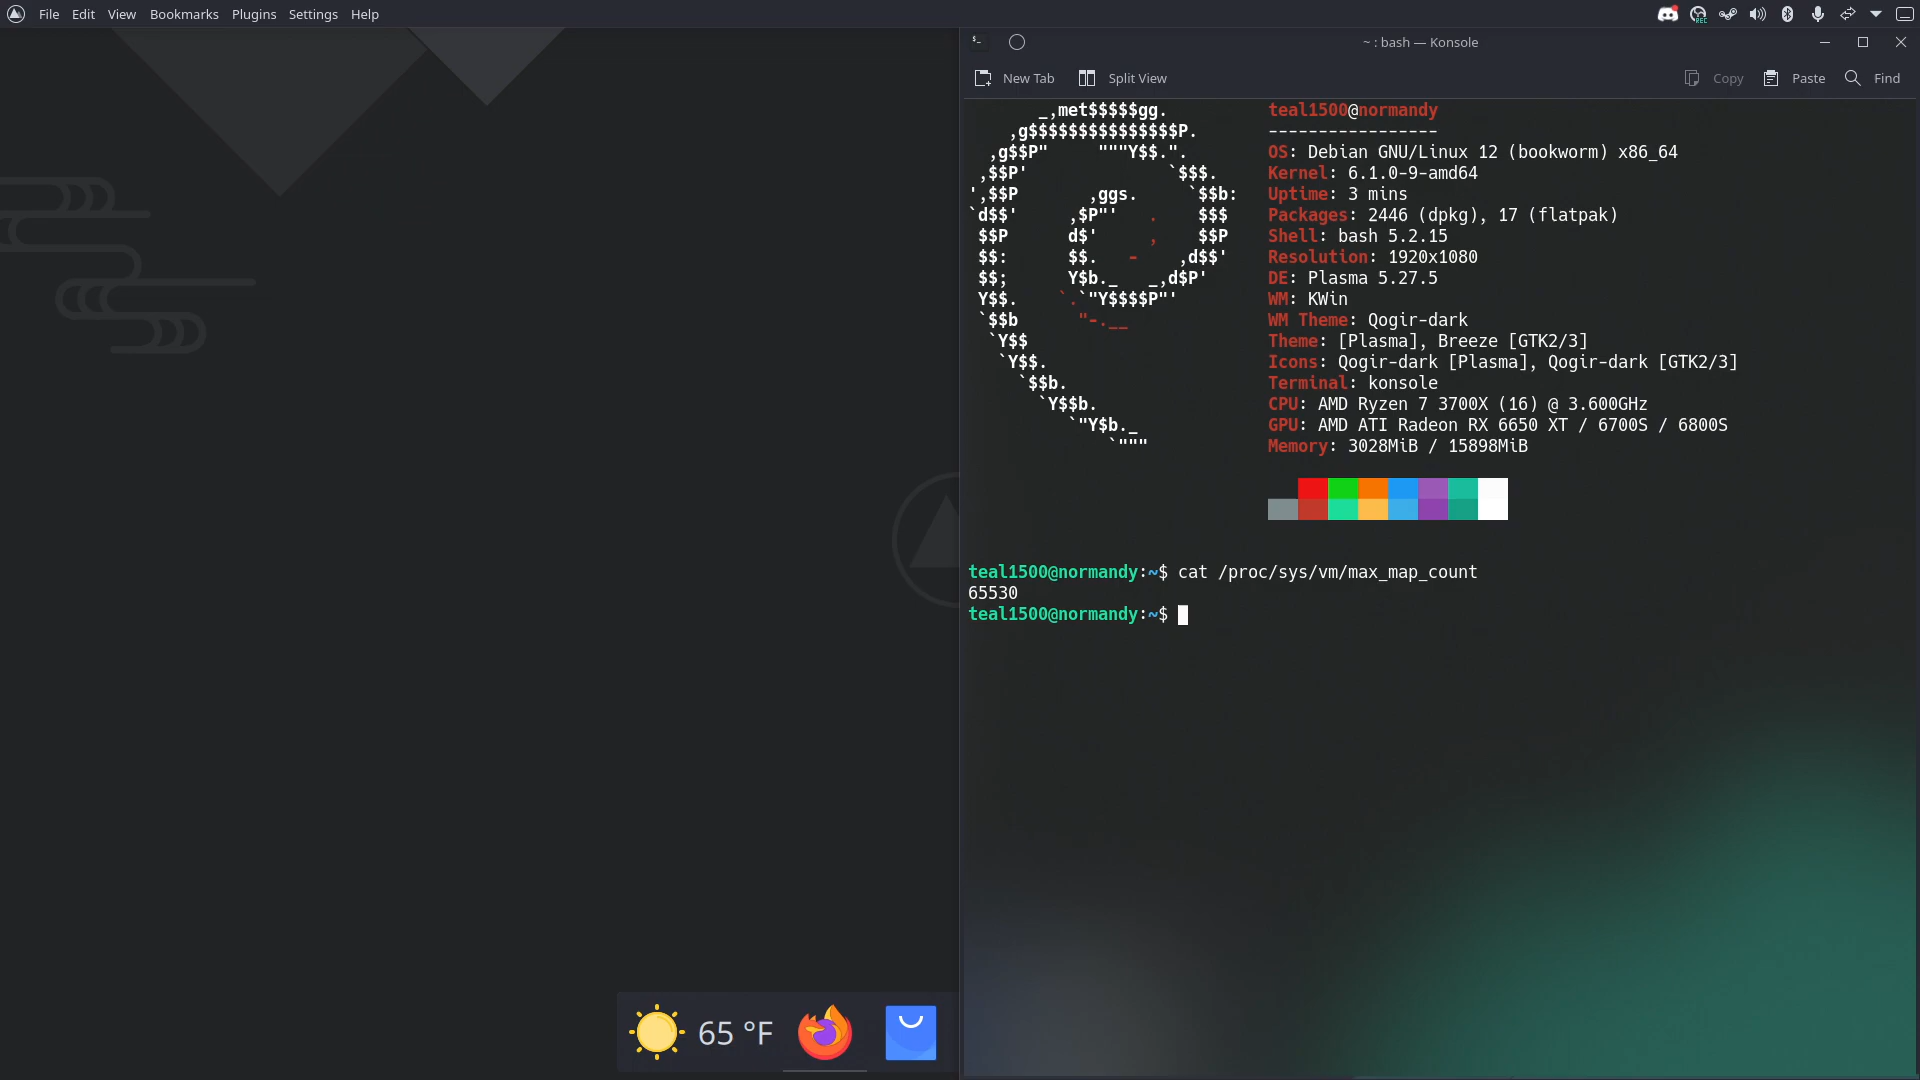 File Edit View Bookmarks Plugins Settings Help
~ : bash — Konsole
New Tab Split View Copy Paste Find
_,met$$$$$gg. teal1500@normandy
,g$$$$$$$$$$$$$$$P. -----------------
,g$$P" """Y$$.". OS: Debian GNU/Linux 12 (bookworm) x86_64
,$$P' `$$$. Kernel: 6.1.0-9-amd64
',$$P ,ggs. `$$b: Uptime: 3 mins
`d$$' ,$P"' . $$$ Packages: 2446 (dpkg), 17 (flatpak)
$$P d$' , $$P Shell: bash 5.2.15
$$: $$. - ,d$$' Resolution: 1920x1080
$$; Y$b._ _,d$P' DE: Plasma 5.27.5
Y$$. `.`"Y$$$$P"' WM: KWin
`$$b "-.__ WM Theme: Qogir-dark
`Y$$ Theme: [Plasma], Breeze [GTK2/3]
`Y$$. Icons: Qogir-dark [Plasma], Qogir-dark [GTK2/3]
`$$b. Terminal: konsole
`Y$$b. CPU: AMD Ryzen 7 3700X (16) @ 3.600GHz
`"Y$b._ GPU: AMD ATI Radeon RX 6650 XT / 6700S / 6800S
`""" Memory: 3028MiB / 15898MiB
teal1500@normandy:~$ cat /proc/sys/vm/max_map_count
65530
teal1500@normandy:~$
65 °F